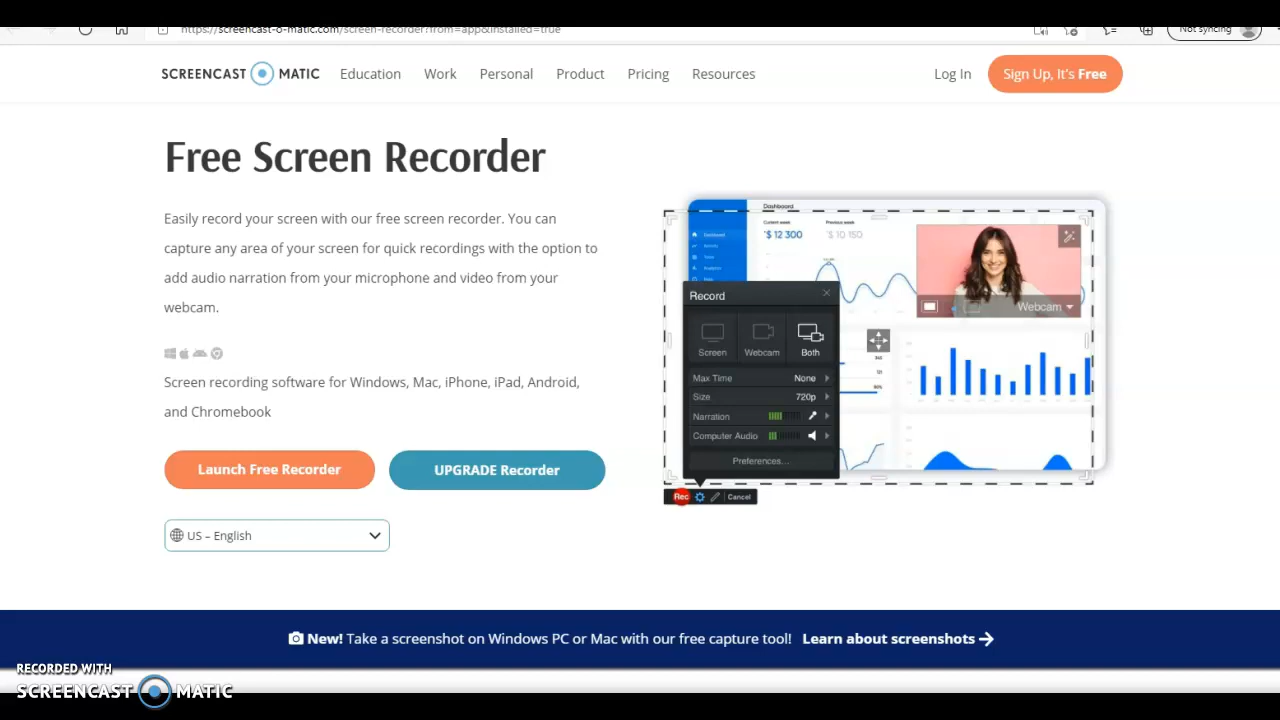 https://screencast-o-matic.com/screen-recorder?from=app&installed=true
Not syncing
SCREENCAST MATIC
Education
Work
Personal
Product
Pricing
Resources
Log In
Sign Up, It's Free
Free Screen Recorder
Easily record your screen with our free screen recorder. You can
capture any area of your screen for quick recordings with the option to
add audio narration from your microphone and video from your
webcam.
Screen recording software for Windows, Mac, iPhone, iPad, Android,
and Chromebook
Launch Free Recorder
UPGRADE Recorder
US – English
Dashboard
Current week
Previous week
$ 12 300
$ 10 150
Dashboard
Webcam
Record
Screen
Webcam
Both
Max Time
None
Size
720p
Narration
Computer Audio
Preferences...
Rec
Cancel
New! Take a screenshot on Windows PC or Mac with our free capture tool! Learn about screenshots
RECORDED WITH
SCREENCAST MATIC